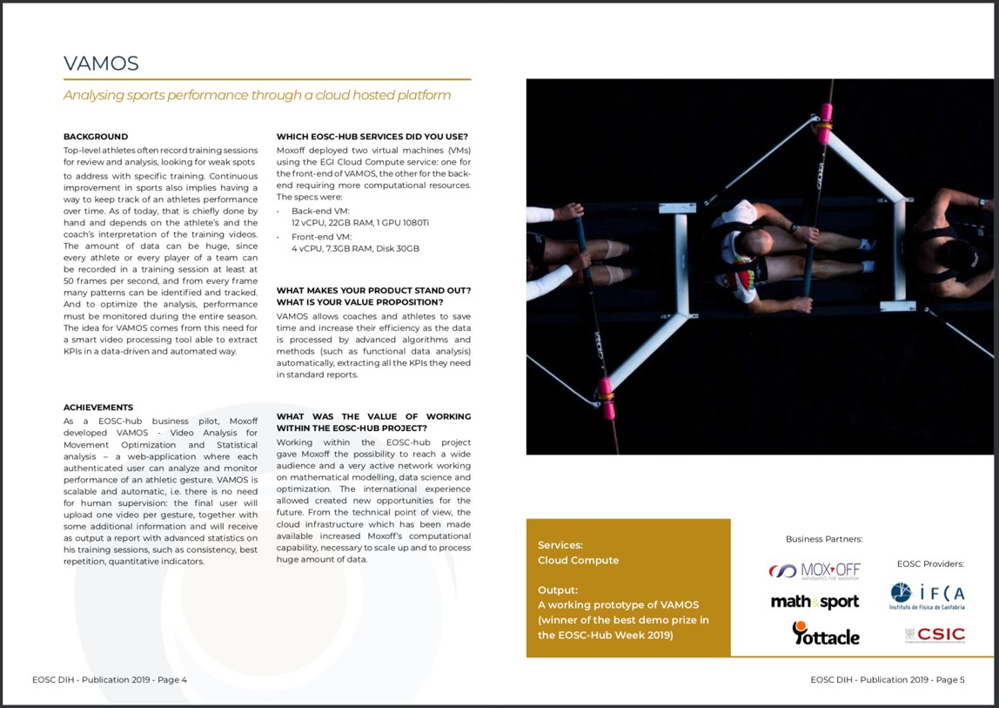 VAMOS
Analysing sports performance through a cloud hosted platform
BACKGROUND
Top-level athletes often record training sessions
for review and analysis, looking for weak spots
to address with specific training. Continuous
improvement in sports also implies having a
way to keep track of an athletes performance
over time. As of today, that is chiefly done by
hand and depends on the athlete's and the
coach's interpretation of the training videos.
The amount of data can be huge, since
every athlete or every player of a team can
be recorded in a training session at least at
50 frames per second, and from every frame
many patterns can be identified and tracked.
And to optimize the analysis, performance
must be monitored during the entire season.
The idea for VAMOS comes from this need for
a smart video processing tool able to extract
KPIs in a data-driven and automated way.
ACHIEVEMENTS
As a EOSC-hub business pilot, Moxoff
developed VAMOS - Video Analysis for
Movement Optimization and Statistical
analysis – a web-application where each
authenticated user can analyze and monitor
performance of an athletic gesture. VAMOS is
scalable and automatic, i.e. there is no need
for human supervision: the final user will
upload one video per gesture, together with
some additional information and will receive
as output a report with advanced statistics on
his training sessions, such as consistency, best
repetition, quantitative indicators.
WHICH EOSC-HUB SERVICES DID YOU USE?
Moxoff deployed two virtual machines (VMs)
using the EGI Cloud Compute service: one for
the front-end of VAMOS, the other for the back-
end requiring more computational resources.
The specs were:
• Back-end VM:
12 vCPU, 22GB RAM, 1 GPU 1080Ti
• Front-end VM:
4 vCPU, 7.3GB RAM, Disk 30GB
WHAT MAKES YOUR PRODUCT STAND OUT?
WHAT IS YOUR VALUE PROPOSITION?
VAMOS allows coaches and athletes to save
time and increase their efficiency as the data
is processed by advanced algorithms and
methods (such as functional data analysis)
automatically, extracting all the KPIs they need
in standard reports.
WHAT WAS THE VALUE OF WORKING
WITHIN THE EOSC-HUB PROJECT?
Working within the EOSC-hub project
gave Moxoff the possibility to reach a wide
audience and a very active network working
on mathematical modelling, data science and
optimization. The international experience
allowed created new opportunities for the
future. From the technical point of view, the
cloud infrastructure which has been made
available increased Moxoff's computational
capability, necessary to scale up and to process
huge amount of data.
EOSC DIH - Publication 2019 - Page 4
CROKER
CROKER
Services:
Cloud Compute
Output:
A working prototype of VAMOS
(winner of the best demo prize in
the EOSC-Hub Week 2019)
Business Partners:
MOX OFF
MATHEMATICS FOR INNOVATION
math&sport
Yottacle
EOSC Providers:
iFCA
Instituto de Física de Cantabria
CSIC
EOSC DIH - Publication 2019 - Page 5